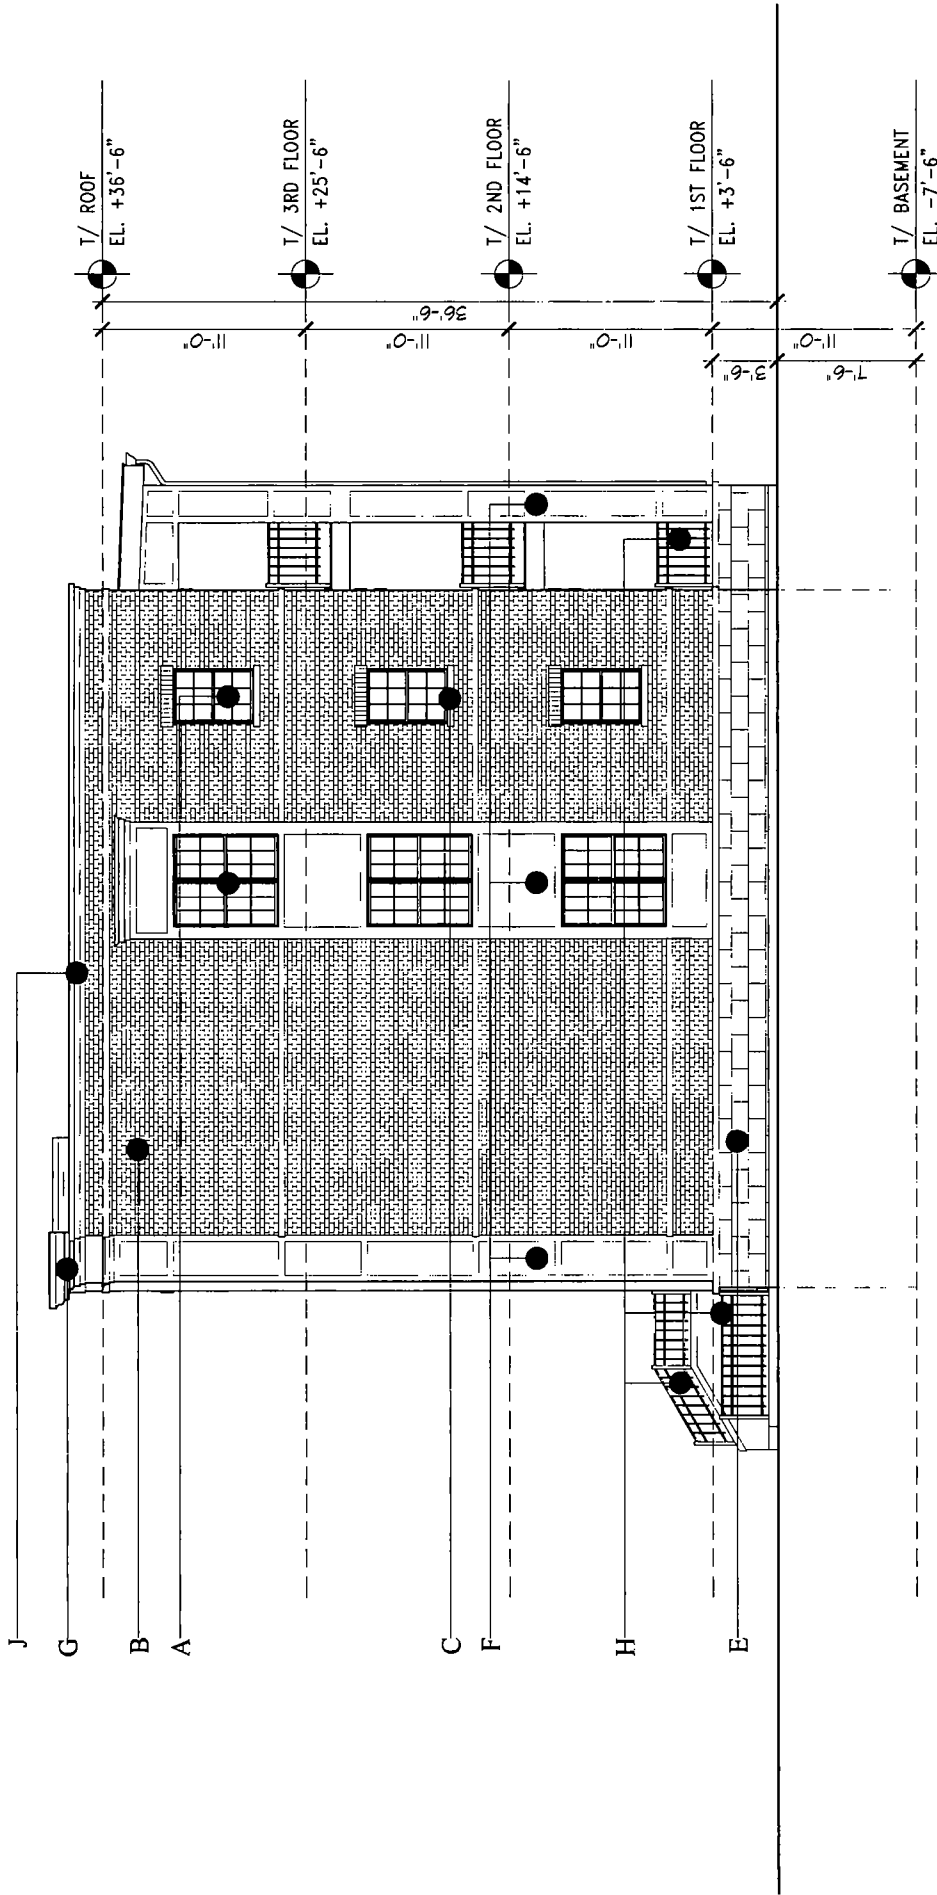 T/ ROOF
EL. +36'-6"
T/ 3RD FLOOR
EL. +25'-6"
T/ 2ND FLOOR
EL. +14'-6"
T/ 1ST FLOOR
EL. +3'-6"
T/ BASEMENT
EL. -7'-6"
36'-6"
11'-0"
11'-0"
11'-0"
11'-0"
3'-6"
7'-6"
J
G
B
A
C
F
H
E